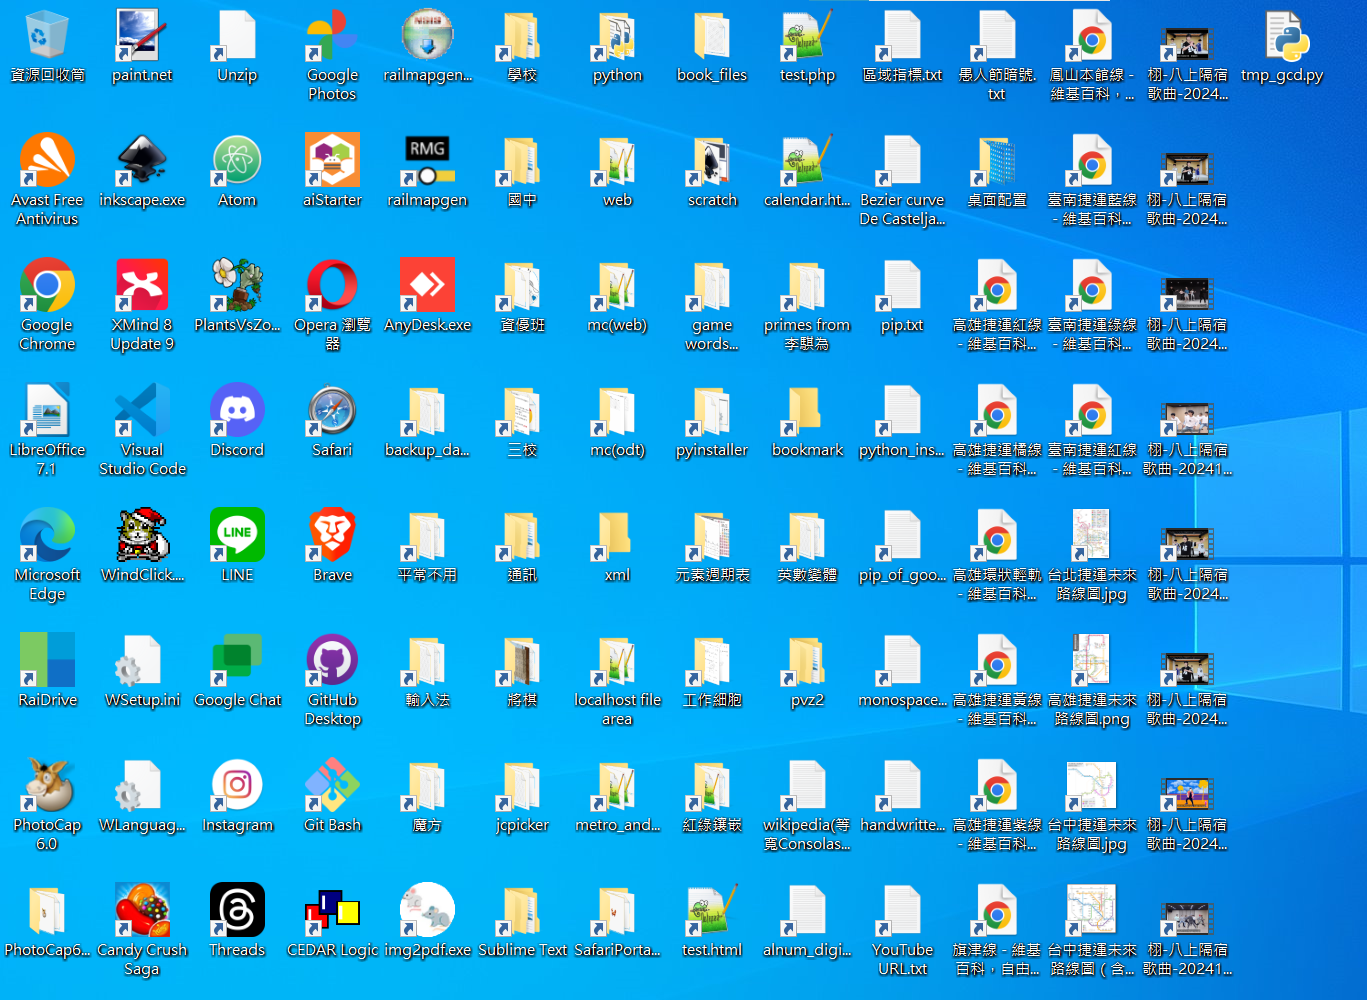 資源回收筒
paint.net
Unzip
Google
Photos
railmapgen...
學校
python
book_files
test.php
區域指標.txt
愚人節暗號.
txt
鳳山本館線 -
維基百科，...
栩-八上隔宿
歌曲-2024...
tmp_gcd.py
Avast Free
Antivirus
inkscape.exe
Atom
aiStarter
RMG
railmapgen
國中
web
scratch
calendar.ht...
Bezier curve
De Castelja...
桌面配置
臺南捷運藍線
- 維基百科...
栩-八上隔宿
歌曲-2024...
Google
Chrome
XMind 8
Update 9
PlantsVsZo...
Opera 瀏覽
器
AnyDesk.exe
資優班
mc(web)
game
words...
primes from
李騏為
pip.txt
高雄捷運紅線
- 維基百科...
臺南捷運綠線
- 維基百科...
栩-八上隔宿
歌曲-2024...
LibreOffice
7.1
Visual
Studio Code
Discord
Safari
backup_da...
三校
mc(odt)
pyinstaller
bookmark
python_ins...
高雄捷運橘線
- 維基百科...
臺南捷運紅線
- 維基百科...
栩-八上隔宿
歌曲-20241...
Microsoft
Edge
WindClick....
LINE
LINE
Brave
平常不用
通訊
xml
元素週期表
英數變體
pip_of_goo...
高雄環狀輕軌
- 維基百科...
台北捷運未來
路線圖.jpg
栩-八上隔宿
歌曲-2024...
RaiDrive
WSetup.ini
Google Chat
GitHub
Desktop
輸入法
將棋
localhost file
area
工作細胞
pvz2
monospace...
高雄捷運黃線
- 維基百科...
高雄捷運未來
路線圖.png
栩-八上隔宿
歌曲-2024...
PhotoCap
6.0
WLanguag...
Instagram
Git Bash
魔方
jcpicker
metro_and...
紅綠鑲嵌
wikipedia(等
寬Consolas...
handwritte...
高雄捷運紫線
- 維基百科...
台中捷運未來
路線圖.jpg
栩-八上隔宿
歌曲-2024...
PhotoCap6...
Candy Crush
Saga
Threads
CEDAR Logic
img2pdf.exe
Sublime Text
SafariPorta...
test.html
alnum_digi...
YouTube
URL.txt
旗津線 - 維基
百科，自由...
台中捷運未來
路線圖（含...
栩-八上隔宿
歌曲-20241...